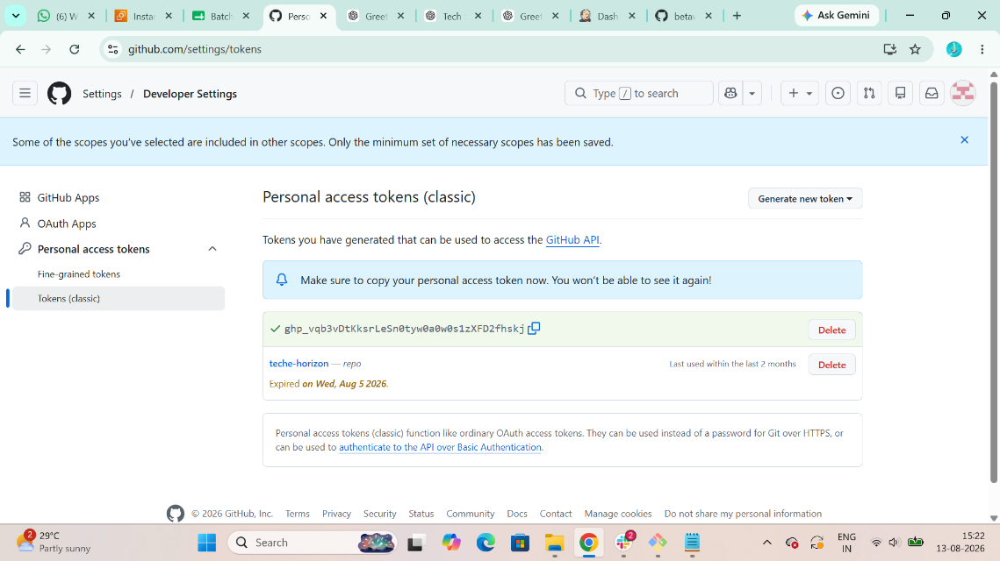 (6) W
Insta
Batch
Perso
Greet
Tech
Greet
Dash
betav
Ask Gemini
github.com/settings/tokens
Settings / Developer Settings
Type / to search
Some of the scopes you've selected are included in other scopes. Only the minimum set of necessary scopes has been saved.
GitHub Apps
OAuth Apps
Personal access tokens
Fine-grained tokens
Tokens (classic)
Personal access tokens (classic)
Generate new token
Tokens you have generated that can be used to access the GitHub API.
Make sure to copy your personal access token now. You won't be able to see it again!
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
Delete
teche-horizon — repo
Last used within the last 2 months
Delete
Expired on Wed, Aug 5 2026.
Personal access tokens (classic) function like ordinary OAuth access tokens. They can be used instead of a password for Git over HTTPS, or
can be used to authenticate to the API over Basic Authentication.
© 2026 GitHub, Inc. Terms Privacy Security Status Community Docs Contact Manage cookies Do not share my personal information
2
29°C
Partly sunny
Search
2
ENG
IN
15:22
13-08-2026